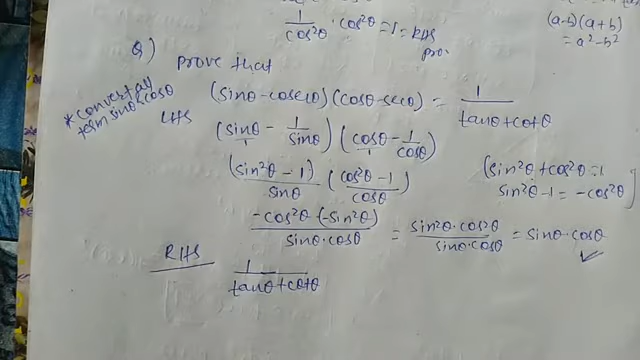 1/cos²θ · cos²θ = 1 = RHS
(a-b)(a+b)
= a² - b²
Q) prove that
(sinθ - cosecθ)(cosθ - secθ) = 1/(tanθ + cotθ)
* convert all
term sinθ & cosθ
LHS
(sinθ/1 - 1/sinθ)(cosθ/1 - 1/cosθ)
(sin²θ - 1)/sinθ (cos²θ - 1)/cosθ
(sin²θ + cos²θ = 1
sin²θ - 1 = -cos²θ)
-cos²θ (-sin²θ)/sinθ·cosθ = sin²θ·cos²θ/sinθ·cosθ = sinθ·cosθ
RHS
1/(tanθ + cotθ)